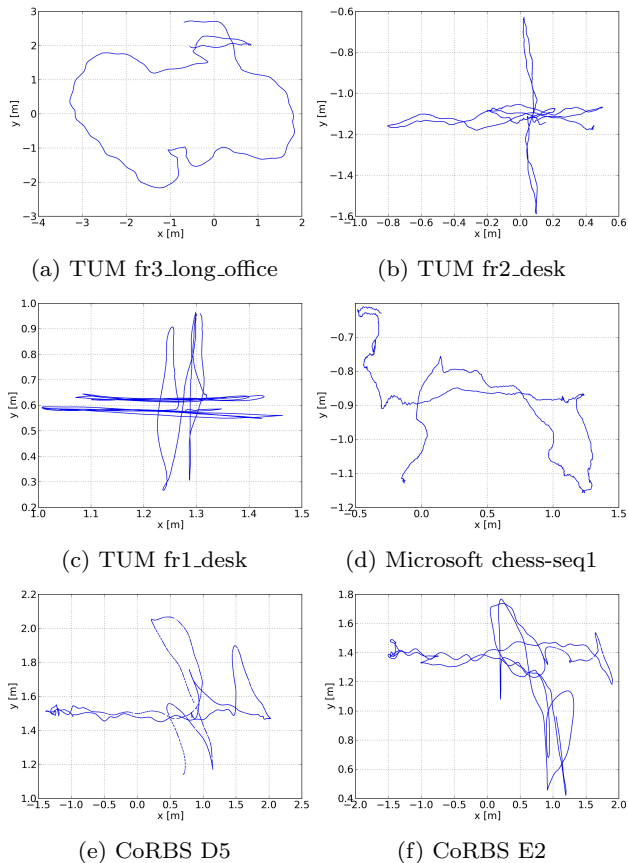 3
2
1
0
−1
−2
−3
y [m]
−4 −3 −2 −1 0 1 2
x [m]
(a) TUM fr3_long_office
−0.6
−0.8
−1.0
−1.2
−1.4
−1.6
y [m]
−1.0 −0.8 −0.6 −0.4 −0.2 0.0 0.2 0.4 0.6
x [m]
(b) TUM fr2_desk
1.0
0.9
0.8
0.7
0.6
0.5
0.4
0.3
0.2
y [m]
1.0 1.1 1.2 1.3 1.4 1.5
x [m]
(c) TUM fr1_desk
−0.7
−0.8
−0.9
−1.0
−1.1
−1.2
y [m]
−0.5 0.0 0.5 1.0 1.5
x [m]
(d) Microsoft chess-seq1
2.2
2.0
1.8
1.6
1.4
1.2
1.0
y [m]
−1.5 −1.0 −0.5 0.0 0.5 1.0 1.5 2.0 2.5
x [m]
(e) CoRBS D5
1.8
1.6
1.4
1.2
1.0
0.8
0.6
0.4
y [m]
−2.0 −1.5 −1.0 −0.5 0.0 0.5 1.0 1.5 2.0
x [m]
(f) CoRBS E2